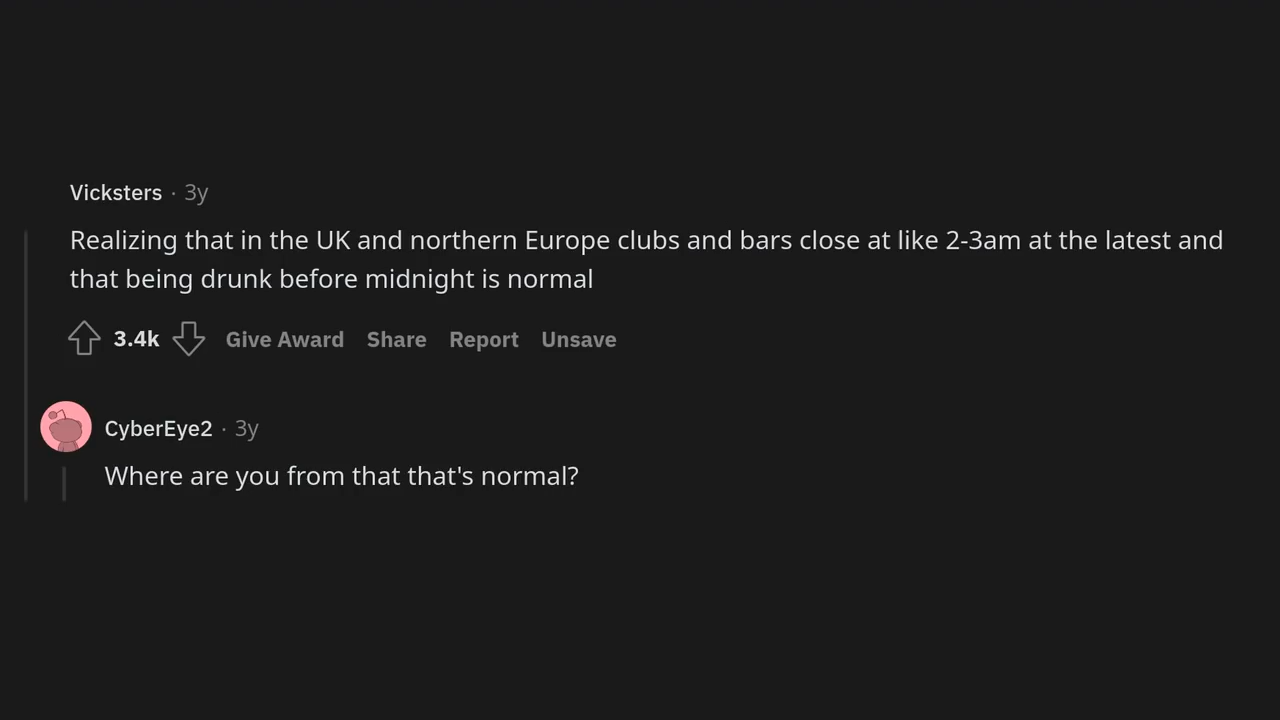 Vicksters · 3y
Realizing that in the UK and northern Europe clubs and bars close at like 2-3am at the latest and
that being drunk before midnight is normal
3.4k Give Award Share Report Unsave
CyberEye2 · 3y
Where are you from that that's normal?